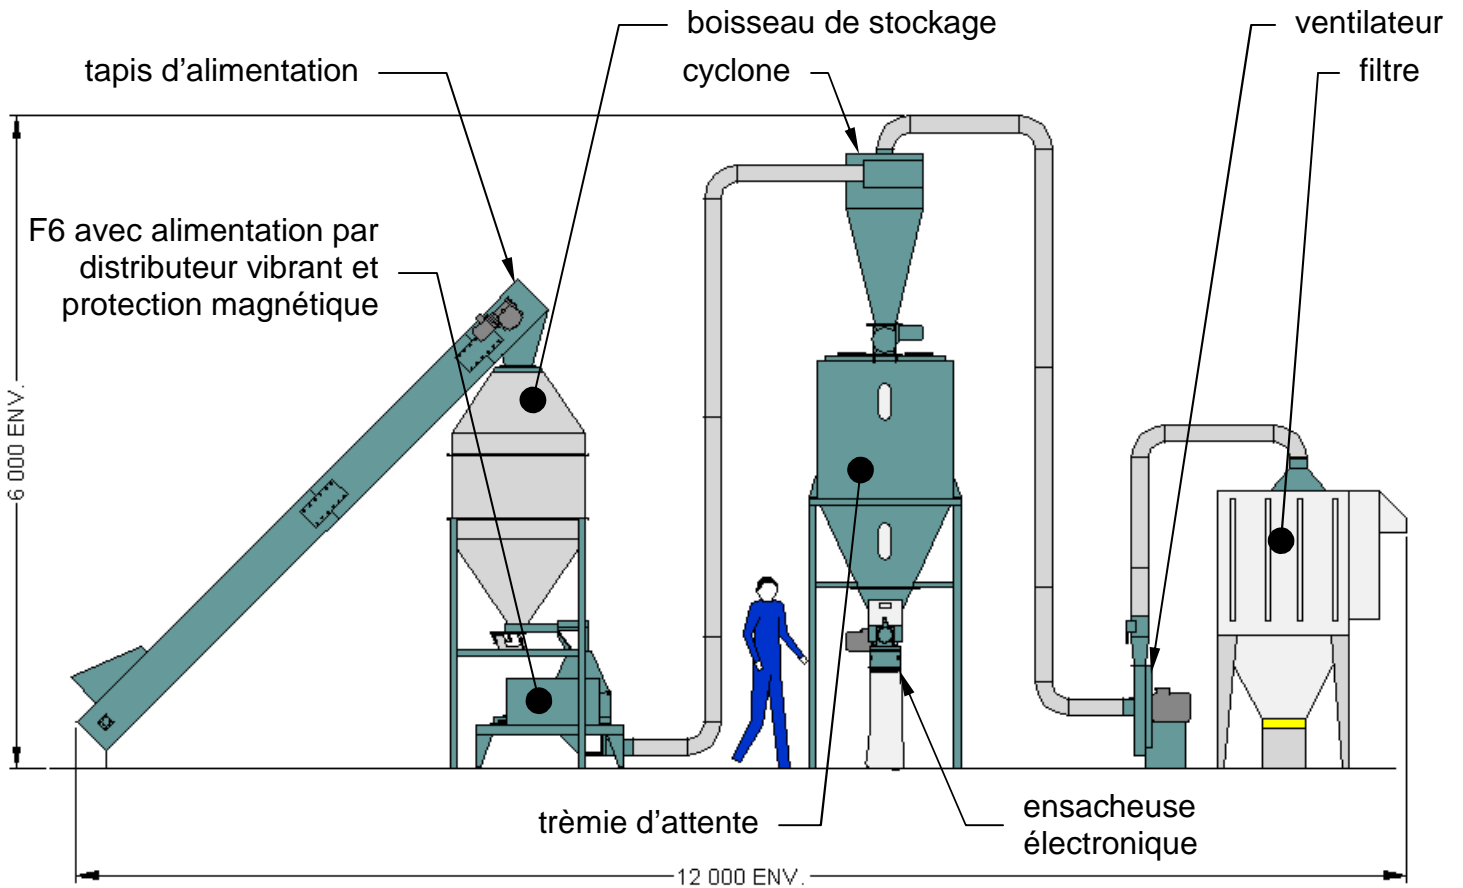 boisseau de stockage
ventilateur
tapis d'alimentation
cyclone
filtre
F6 avec alimentation par
distributeur vibrant et
protection magnétique
6 000 ENV.
trèmie d'attente
ensacheuse
électronique
12 000 ENV.